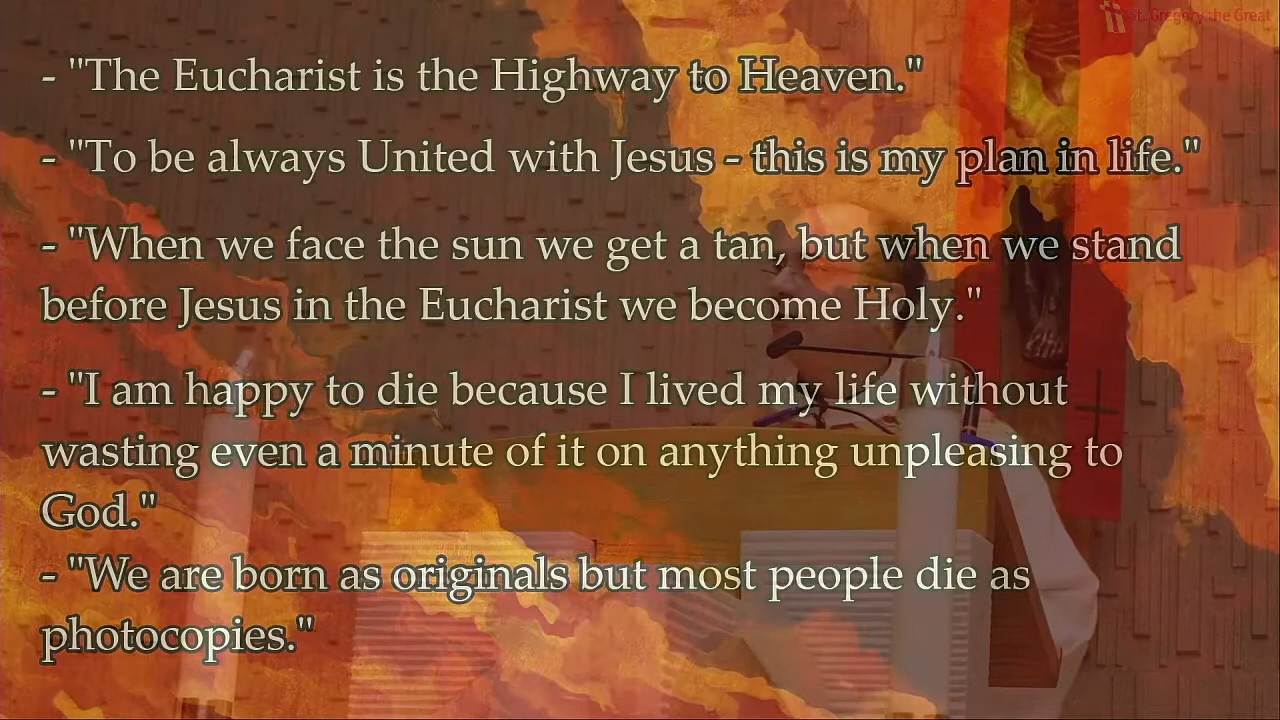 St. Gregory the Great
- "The Eucharist is the Highway to Heaven."
- "To be always United with Jesus - this is my plan in life."
- "When we face the sun we get a tan, but when we stand
before Jesus in the Eucharist we become Holy."
- "I am happy to die because I lived my life without
wasting even a minute of it on anything unpleasing to
God."
- "We are born as originals but most people die as
photocopies."